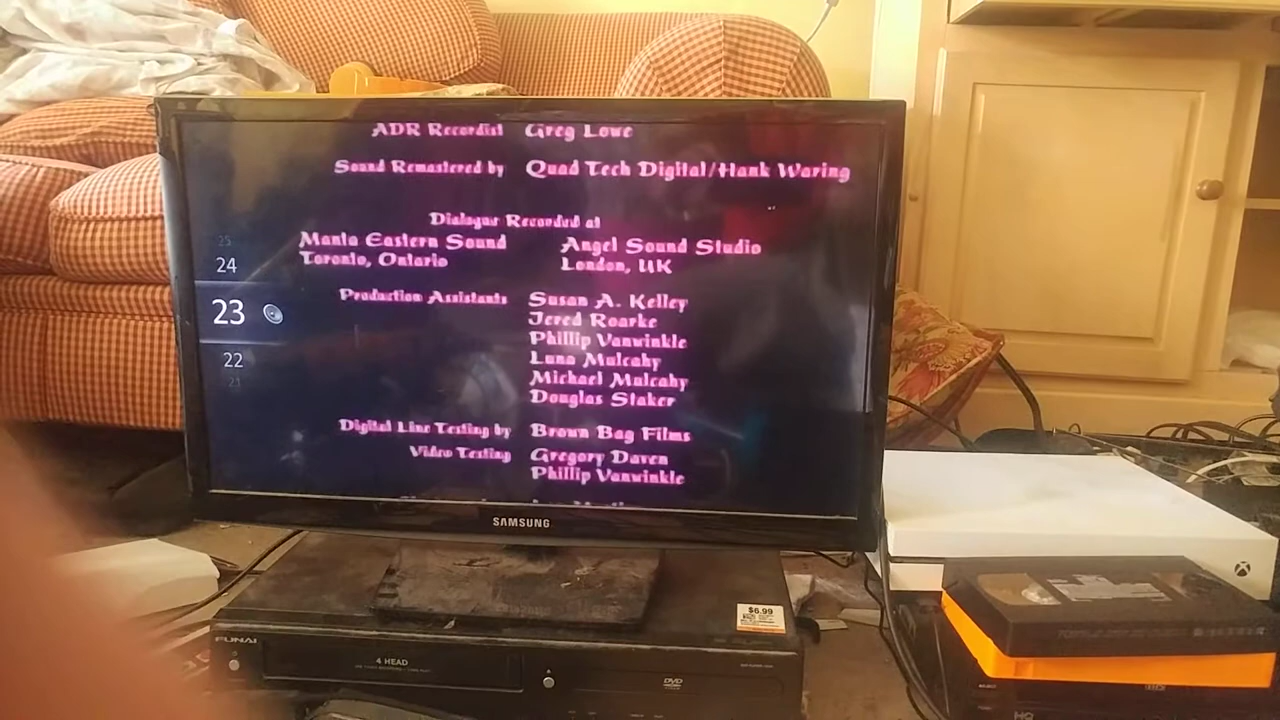 ADR Recordist Greg Lowe
Sound Remastered by Quad Tech Digital/Hank Waring
Dialogue Recorded at
Manta Eastern Sound Angel Sound Studio
Toronto, Ontario London, UK
Production Assistants Susan A. Kelley
Jered Roarke
Phillip Vanwinkle
Luna Mulcahy
Michael Mulcahy
Douglas Staker
Digital Line Testing by Brown Bag Films
Video Testing Gregory Daven
Phillip Vanwinkle
25
24
23
22
SAMSUNG
$6.99
FUNAI
4 HEAD
DVD